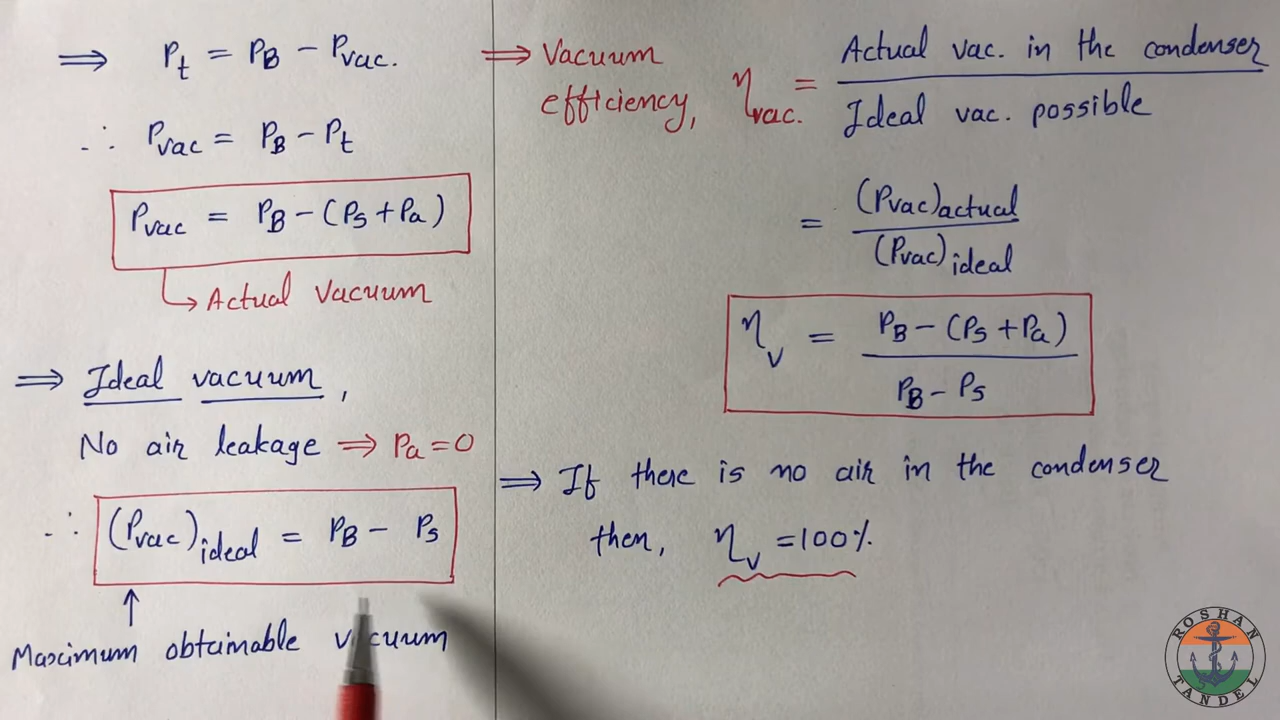 ⟹ Pt = PB − Pvac.
∴ Pvac = PB − Pt
Pvac = PB − (Ps + Pa)
↳ Actual Vacuum
⟹ Ideal vacuum,
No air leakage ⟹ Pa = 0
∴ (Pvac)ideal = PB − Ps
↑
Maximum obtainable vacuum
⟹ Vacuum
efficiency, ηvac. = Actual vac. in the condenser
Ideal vac. possible
= (Pvac)actual
(Pvac)ideal
ηv = PB − (Ps + Pa)
PB − Ps
⟹ If there is no air in the condenser
then, ηv = 100%.
ROSHAN
TANDEL